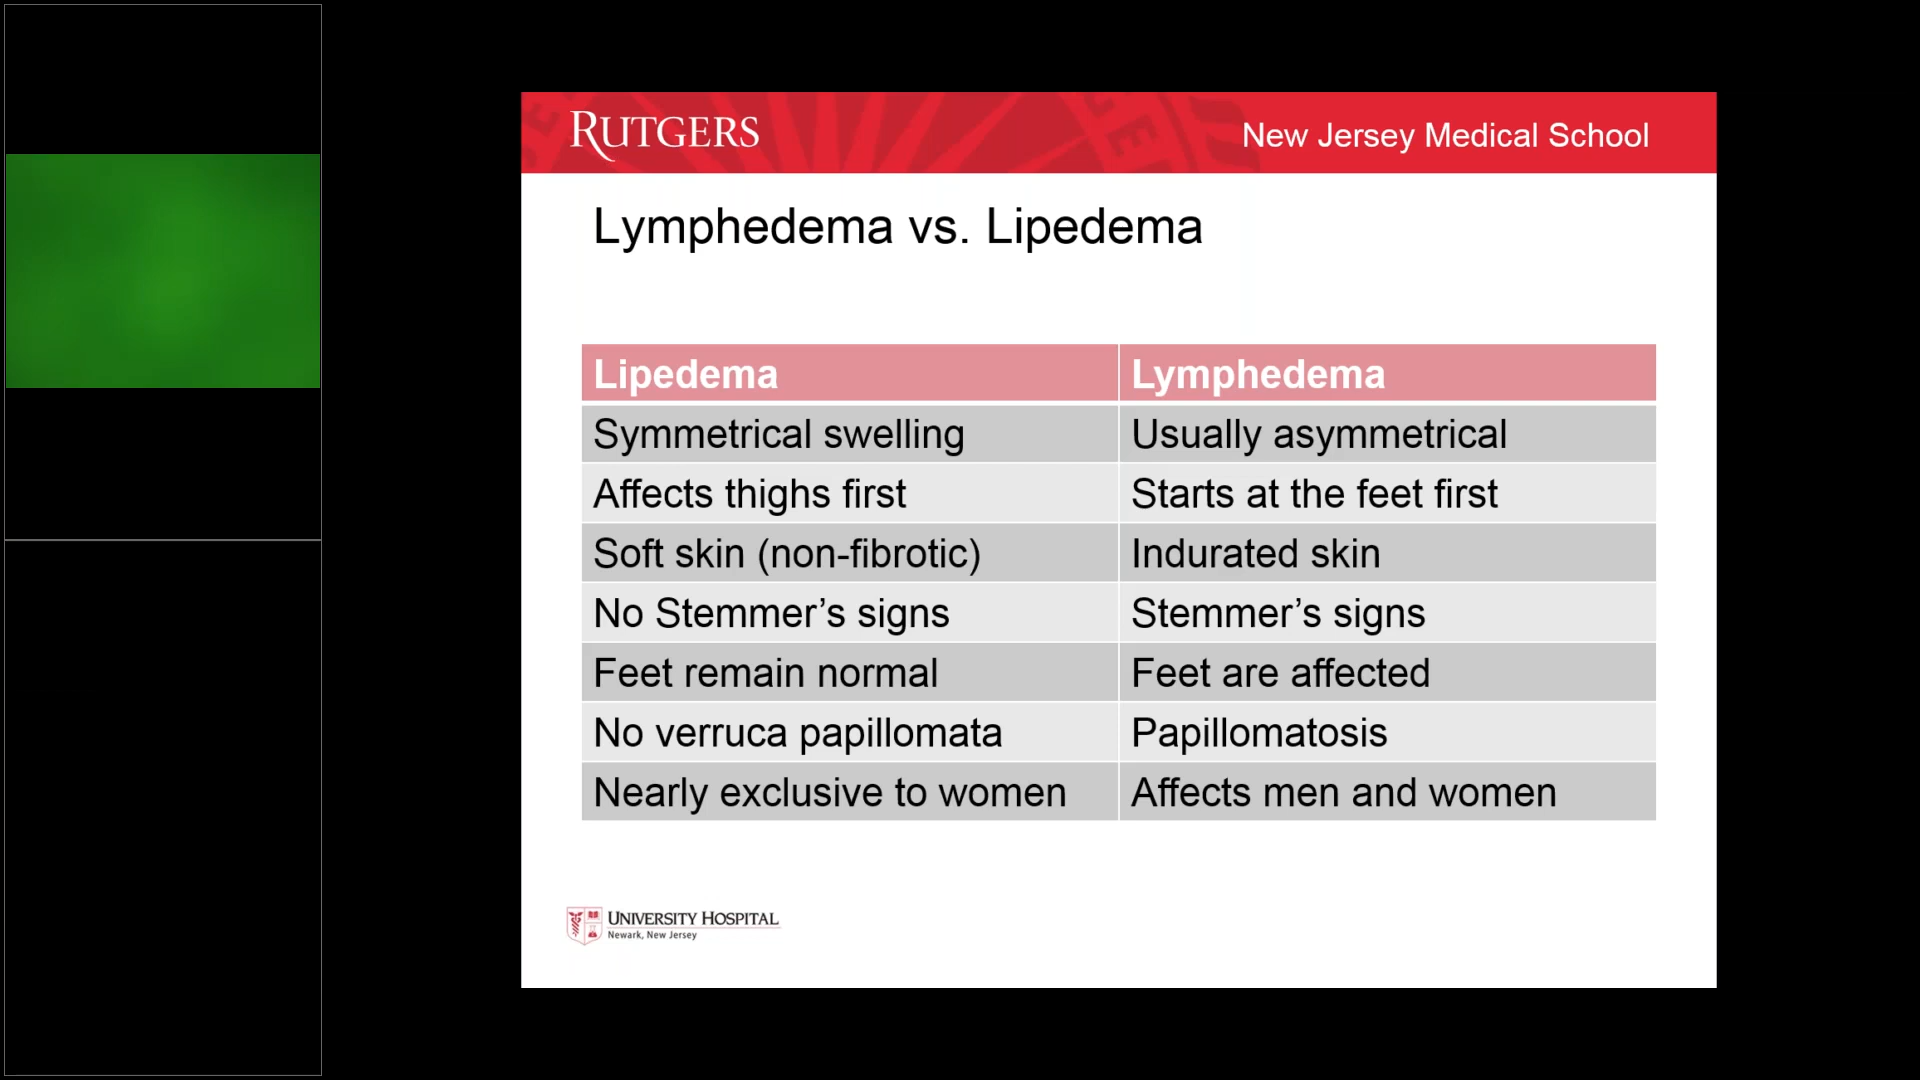 RUTGERS
New Jersey Medical School
Lymphedema vs. Lipedema
Lipedema Lymphedema
Symmetrical swelling Usually asymmetrical
Affects thighs first Starts at the feet first
Soft skin (non-fibrotic) Indurated skin
No Stemmer’s signs Stemmer’s signs
Feet remain normal Feet are affected
No verruca papillomata Papillomatosis
Nearly exclusive to women Affects men and women
UNIVERSITY HOSPITAL
Newark, New Jersey